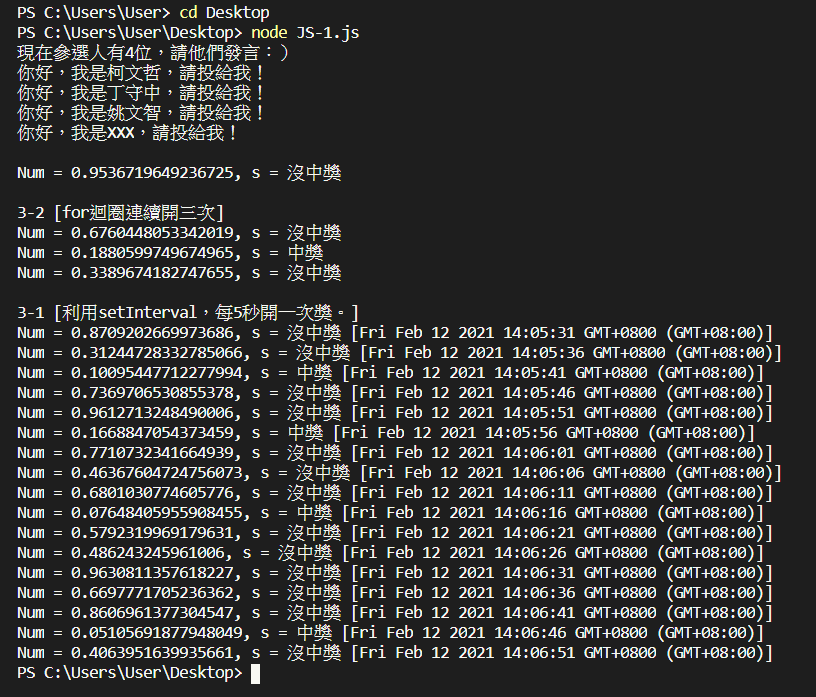 PS C:\Users\User> cd Desktop
PS C:\Users\User\Desktop> node JS-1.js
現在參選人有4位，請他們發言：）
你好，我是柯文哲，請投給我！
你好，我是丁守中，請投給我！
你好，我是姚文智，請投給我！
你好，我是XXX，請投給我！
Num = 0.9536719649236725, s = 沒中獎
3-2 [for迴圈連續開三次]
Num = 0.6760448053342019, s = 沒中獎
Num = 0.1880599749674965, s = 中獎
Num = 0.3389674182747655, s = 沒中獎
3-1 [利用setInterval，每5秒開一次獎。]
Num = 0.8709202669973686, s = 沒中獎 [Fri Feb 12 2021 14:05:31 GMT+0800 (GMT+08:00)]
Num = 0.31244728332785066, s = 沒中獎 [Fri Feb 12 2021 14:05:36 GMT+0800 (GMT+08:00)]
Num = 0.10095447712277994, s = 中獎 [Fri Feb 12 2021 14:05:41 GMT+0800 (GMT+08:00)]
Num = 0.7369706530855378, s = 沒中獎 [Fri Feb 12 2021 14:05:46 GMT+0800 (GMT+08:00)]
Num = 0.9612713248490006, s = 沒中獎 [Fri Feb 12 2021 14:05:51 GMT+0800 (GMT+08:00)]
Num = 0.1668847054373459, s = 中獎 [Fri Feb 12 2021 14:05:56 GMT+0800 (GMT+08:00)]
Num = 0.7710732341664939, s = 沒中獎 [Fri Feb 12 2021 14:06:01 GMT+0800 (GMT+08:00)]
Num = 0.46367604724756073, s = 沒中獎 [Fri Feb 12 2021 14:06:06 GMT+0800 (GMT+08:00)]
Num = 0.6801030774605776, s = 沒中獎 [Fri Feb 12 2021 14:06:11 GMT+0800 (GMT+08:00)]
Num = 0.07648405955908455, s = 中獎 [Fri Feb 12 2021 14:06:16 GMT+0800 (GMT+08:00)]
Num = 0.5792319969179631, s = 沒中獎 [Fri Feb 12 2021 14:06:21 GMT+0800 (GMT+08:00)]
Num = 0.486243245961006, s = 沒中獎 [Fri Feb 12 2021 14:06:26 GMT+0800 (GMT+08:00)]
Num = 0.9630811357618227, s = 沒中獎 [Fri Feb 12 2021 14:06:31 GMT+0800 (GMT+08:00)]
Num = 0.6697771705236362, s = 沒中獎 [Fri Feb 12 2021 14:06:36 GMT+0800 (GMT+08:00)]
Num = 0.8606961377304547, s = 沒中獎 [Fri Feb 12 2021 14:06:41 GMT+0800 (GMT+08:00)]
Num = 0.05105691877948049, s = 中獎 [Fri Feb 12 2021 14:06:46 GMT+0800 (GMT+08:00)]
Num = 0.4063951639935661, s = 沒中獎 [Fri Feb 12 2021 14:06:51 GMT+0800 (GMT+08:00)]
PS C:\Users\User\Desktop>